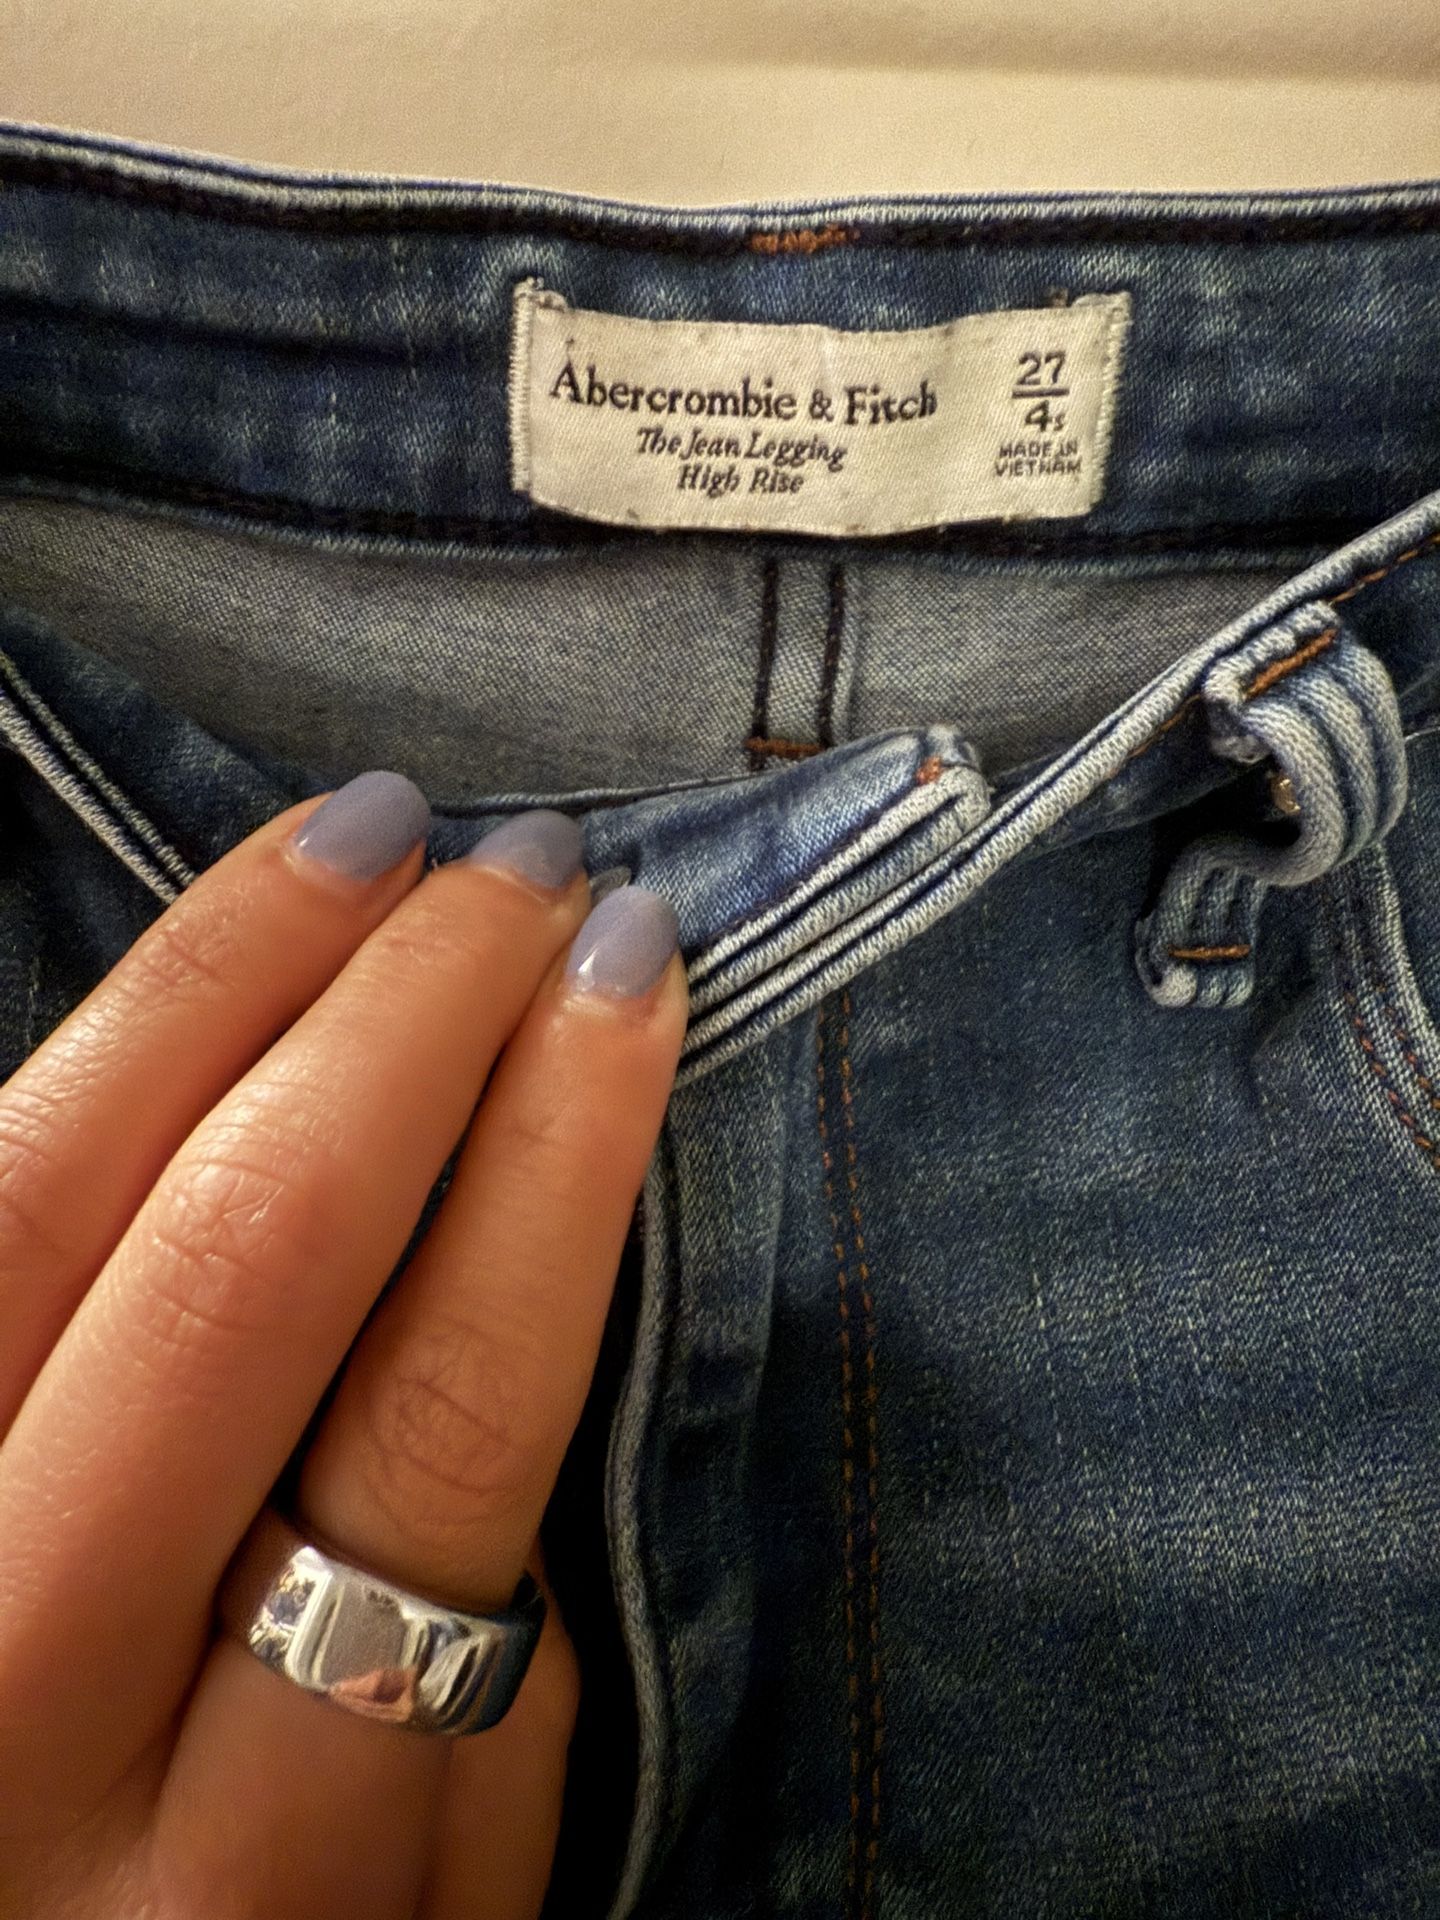 Abercrombie & Fitch
The Jean Legging
High Rise
27
4s
MADE IN
VIETNAM